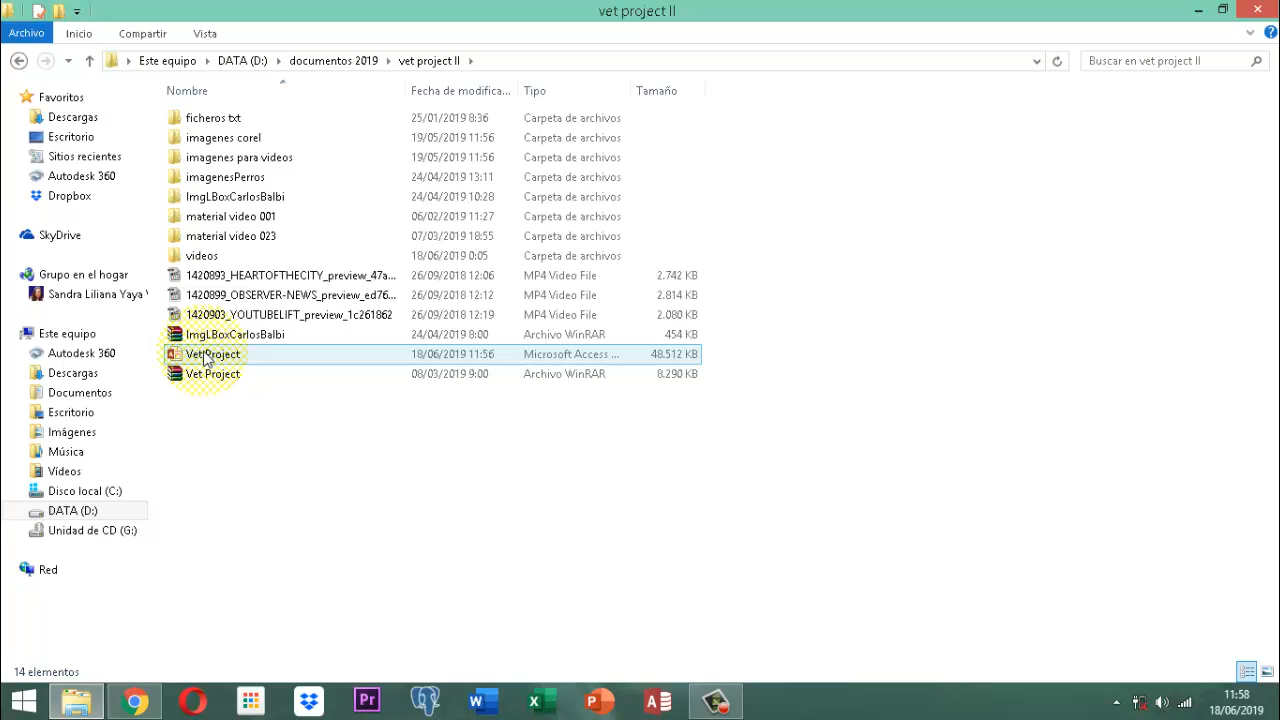 vet project II
Archivo Inicio Compartir Vista
Este equipo DATA (D:) documentos 2019 vet project II Buscar en vet project II
Nombre Fecha de modifica... Tipo Tamaño
ficheros txt 25/01/2019 8:36 Carpeta de archivos
imagenes corel 19/05/2019 11:56 Carpeta de archivos
imagenes para videos 19/05/2019 11:56 Carpeta de archivos
imagenesPerros 24/04/2019 13:11 Carpeta de archivos
ImgLBoxCarlosBalbi 24/04/2019 10:28 Carpeta de archivos
material video 001 06/02/2019 11:27 Carpeta de archivos
material video 023 07/03/2019 18:55 Carpeta de archivos
videos 18/06/2019 0:05 Carpeta de archivos
1420893_HEARTOFTHECITY_preview_47a... 26/09/2018 12:06 MP4 Video File 2.742 KB
1420899_OBSERVER-NEWS_preview_ed76... 26/09/2018 12:12 MP4 Video File 2.814 KB
1420903_YOUTUBELIFT_preview_1c261862 26/09/2018 12:19 MP4 Video File 2.080 KB
ImgLBoxCarlosBalbi 24/04/2019 8:00 Archivo WinRAR 454 KB
Vet Project 18/06/2019 11:56 Microsoft Access ... 48.512 KB
Vet Project 08/03/2019 9:00 Archivo WinRAR 8.290 KB
Favoritos
Descargas
Escritorio
Sitios recientes
Autodesk 360
Dropbox
SkyDrive
Grupo en el hogar
Sandra Liliana Yaya
Este equipo
Autodesk 360
Descargas
Documentos
Escritorio
Imágenes
Música
Vídeos
Disco local (C:)
DATA (D:)
Unidad de CD (G:)
Red
14 elementos
11:58
18/06/2019